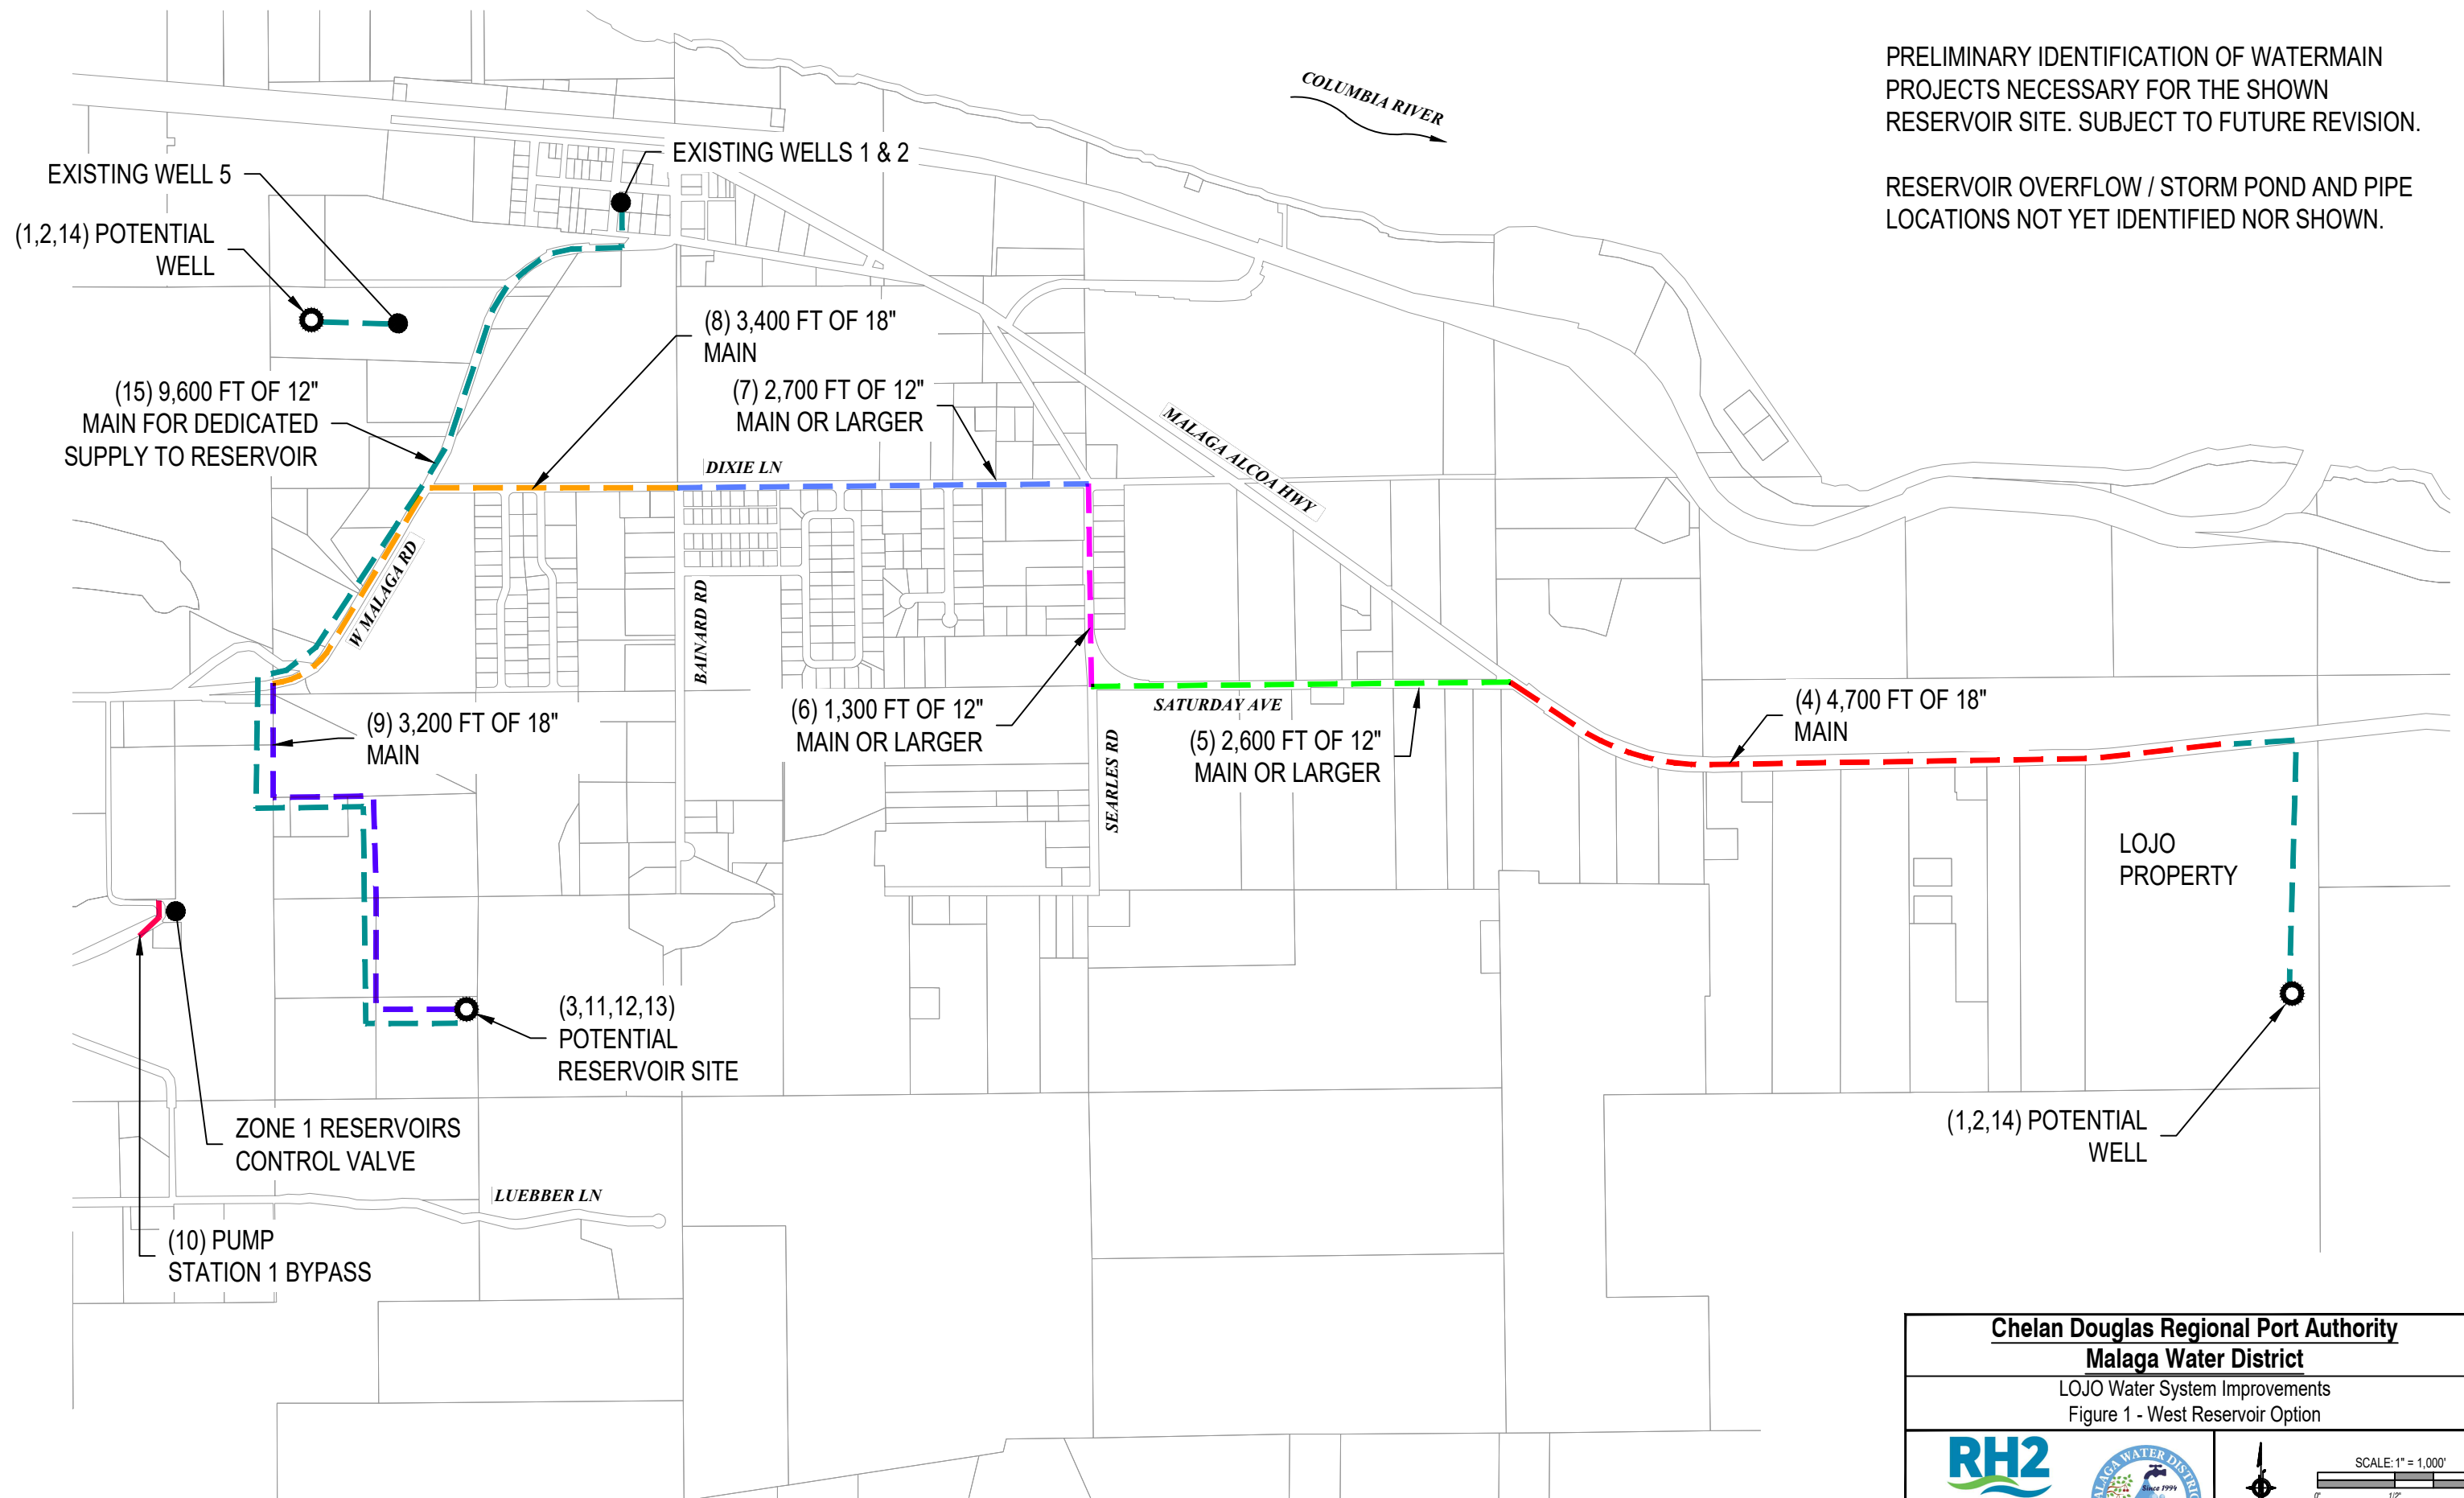 PRELIMINARY IDENTIFICATION OF WATERMAIN
PROJECTS NECESSARY FOR THE SHOWN
RESERVOIR SITE. SUBJECT TO FUTURE REVISION.
RESERVOIR OVERFLOW / STORM POND AND PIPE
LOCATIONS NOT YET IDENTIFIED NOR SHOWN.
COLUMBIA RIVER
EXISTING WELLS 1 & 2
EXISTING WELL 5
(1,2,14) POTENTIAL
WELL
(8) 3,400 FT OF 18"
MAIN
(15) 9,600 FT OF 12"
MAIN FOR DEDICATED
SUPPLY TO RESERVOIR
(7) 2,700 FT OF 12"
MAIN OR LARGER
DIXIE LN
MALAGA ALCOA HWY
W MALAGA RD
BAINARD RD
(9) 3,200 FT OF 18"
MAIN
(6) 1,300 FT OF 12"
MAIN OR LARGER
SATURDAY AVE
SEARLES RD
(5) 2,600 FT OF 12"
MAIN OR LARGER
(4) 4,700 FT OF 18"
MAIN
LOJO
PROPERTY
(3,11,12,13)
POTENTIAL
RESERVOIR SITE
ZONE 1 RESERVOIRS
CONTROL VALVE
(1,2,14) POTENTIAL
WELL
LUEBBER LN
(10) PUMP
STATION 1 BYPASS
Chelan Douglas Regional Port Authority
Malaga Water District
LOJO Water System Improvements
Figure 1 - West Reservoir Option
RH2
MALAGA WATER
Since 1994
SCALE: 1" = 1,000'
0" 1/2"